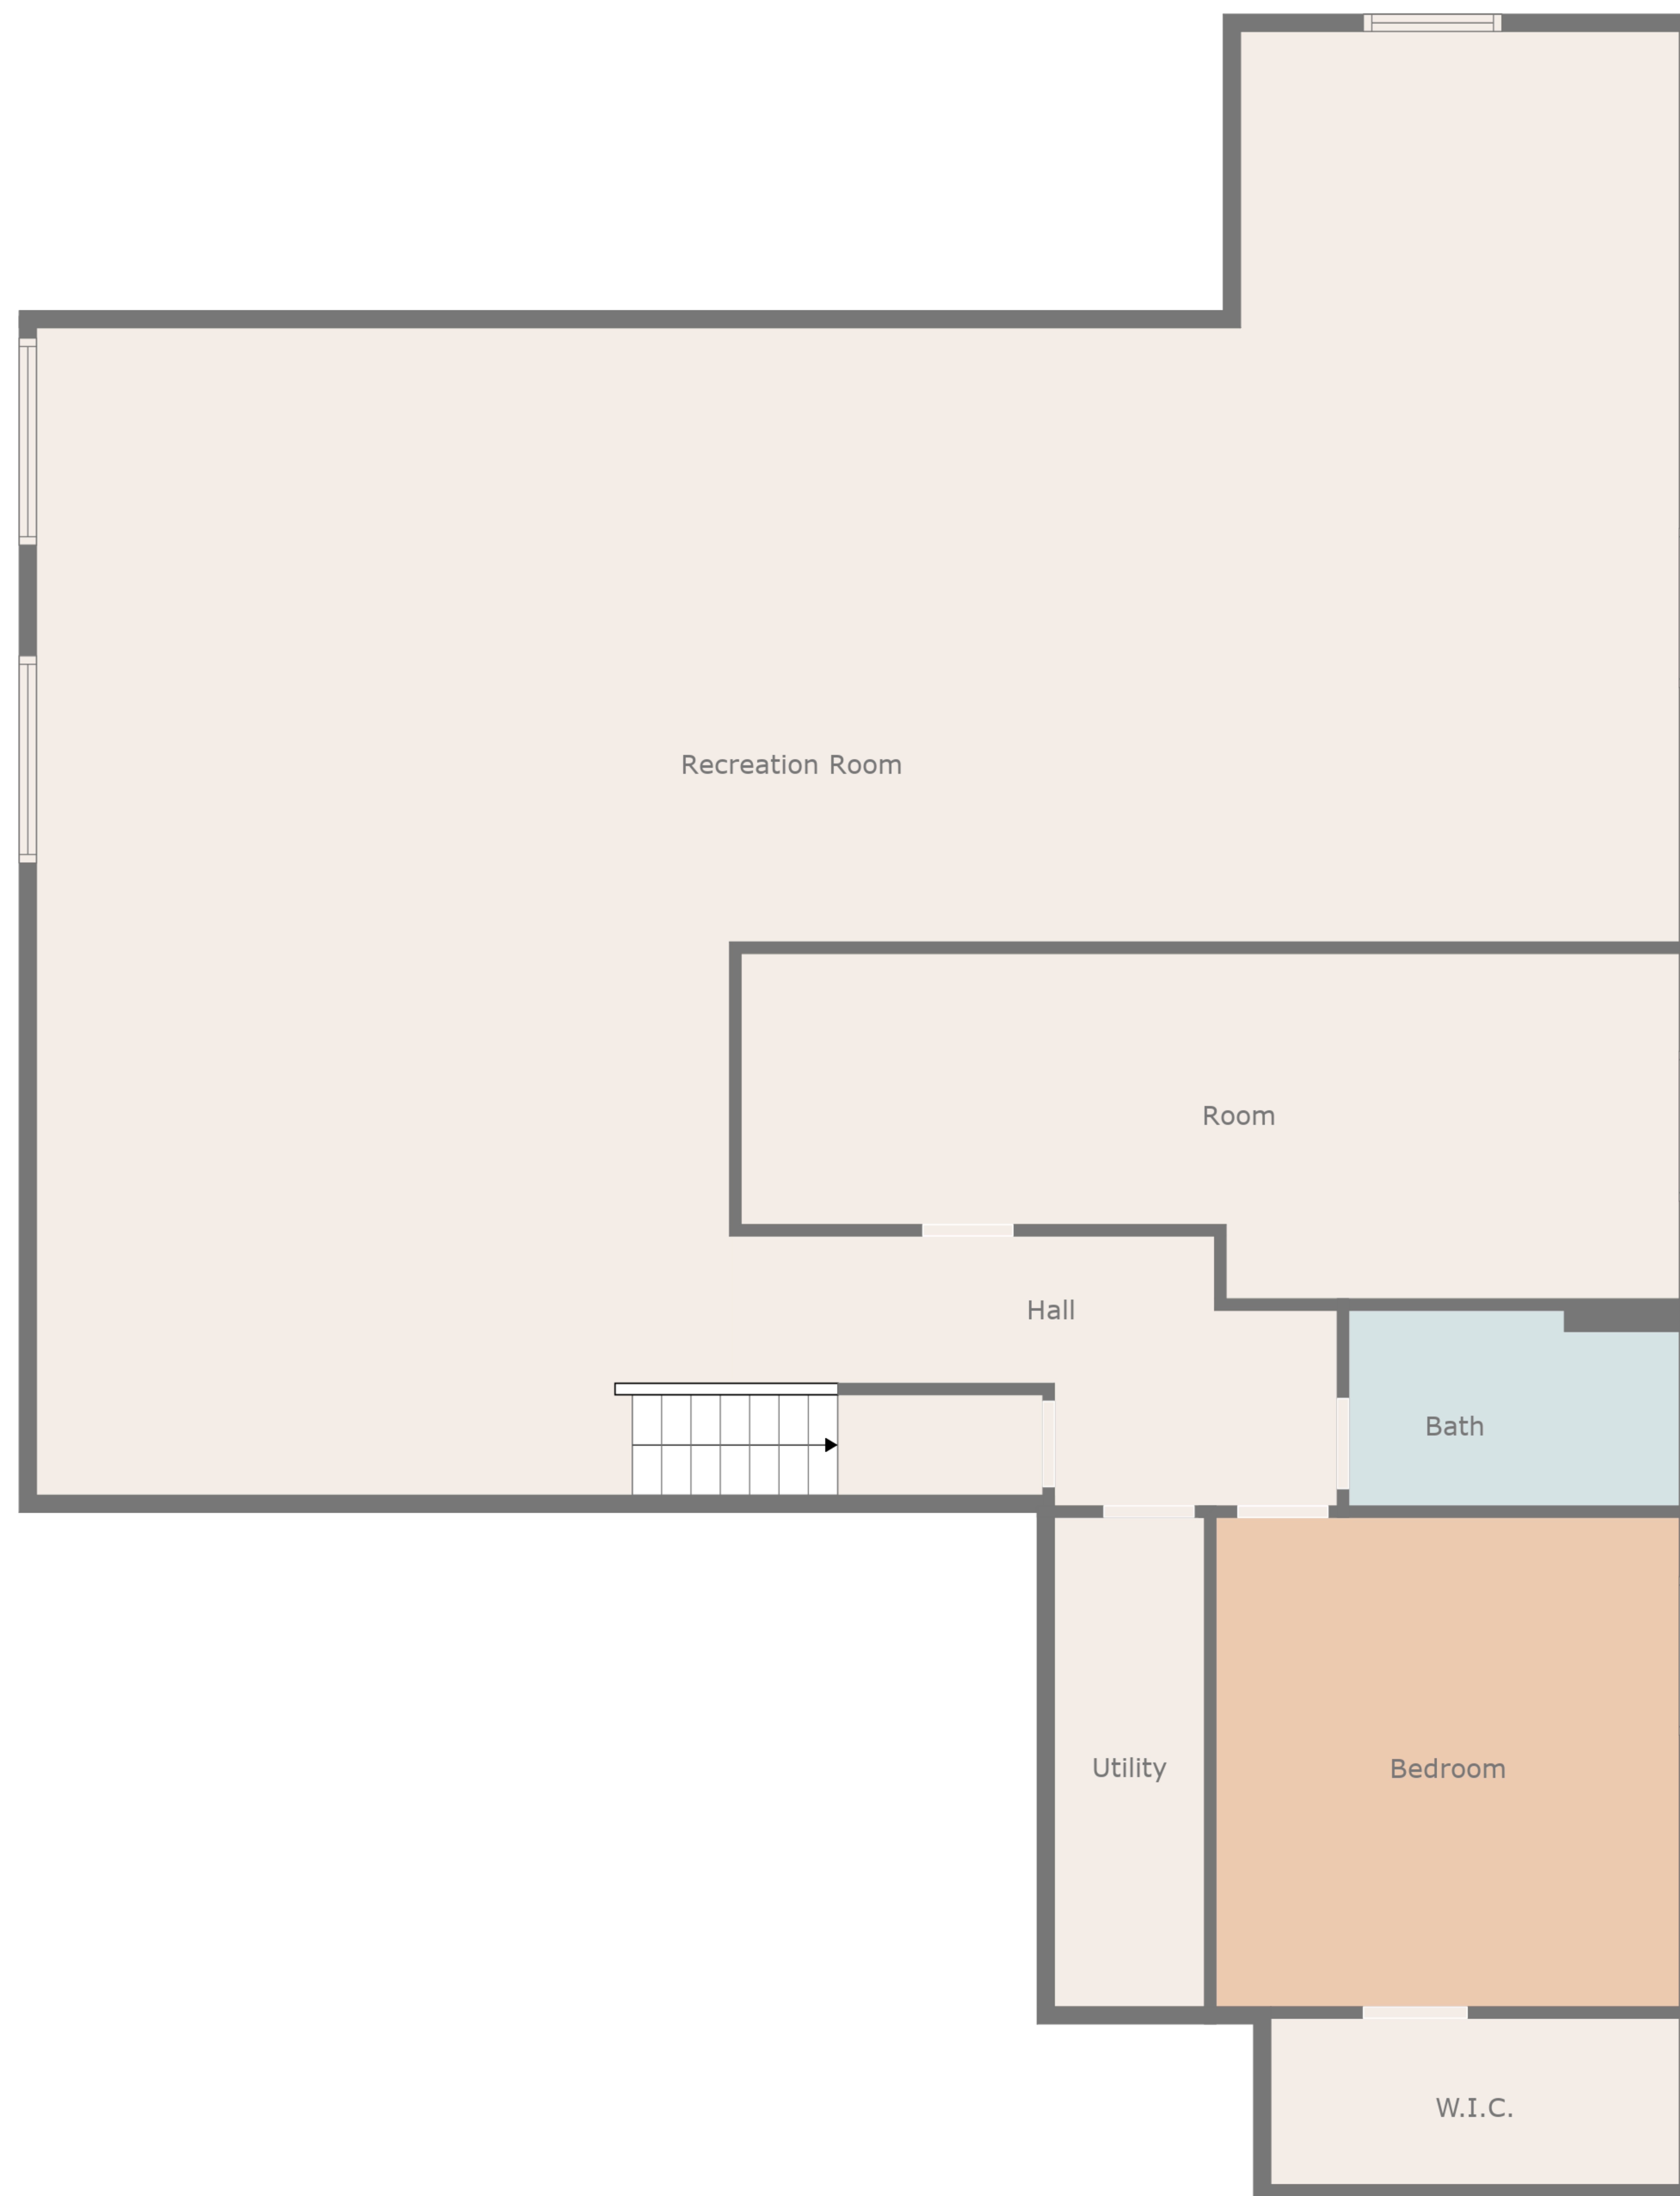 Recreation Room
Room
Hall
Bath
Utility
Bedroom
W.I.C.